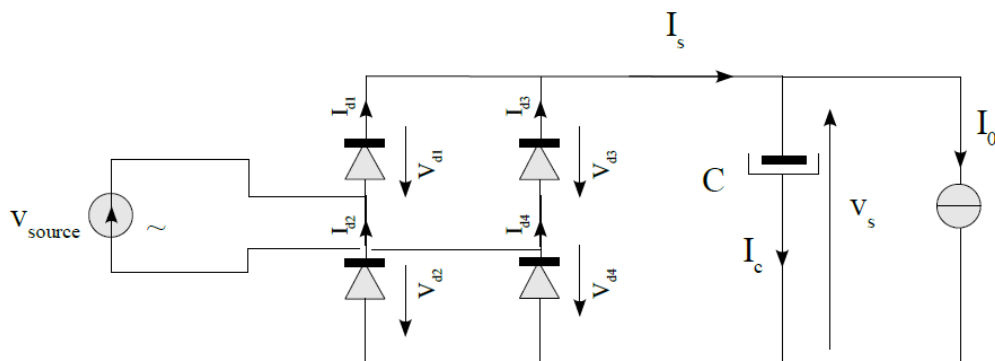 I_s
I_d1
I_d3
V_d1
V_d3
I_0
C
V_source
~
I_d2
I_d4
V_s
I_c
V_d2
V_d4